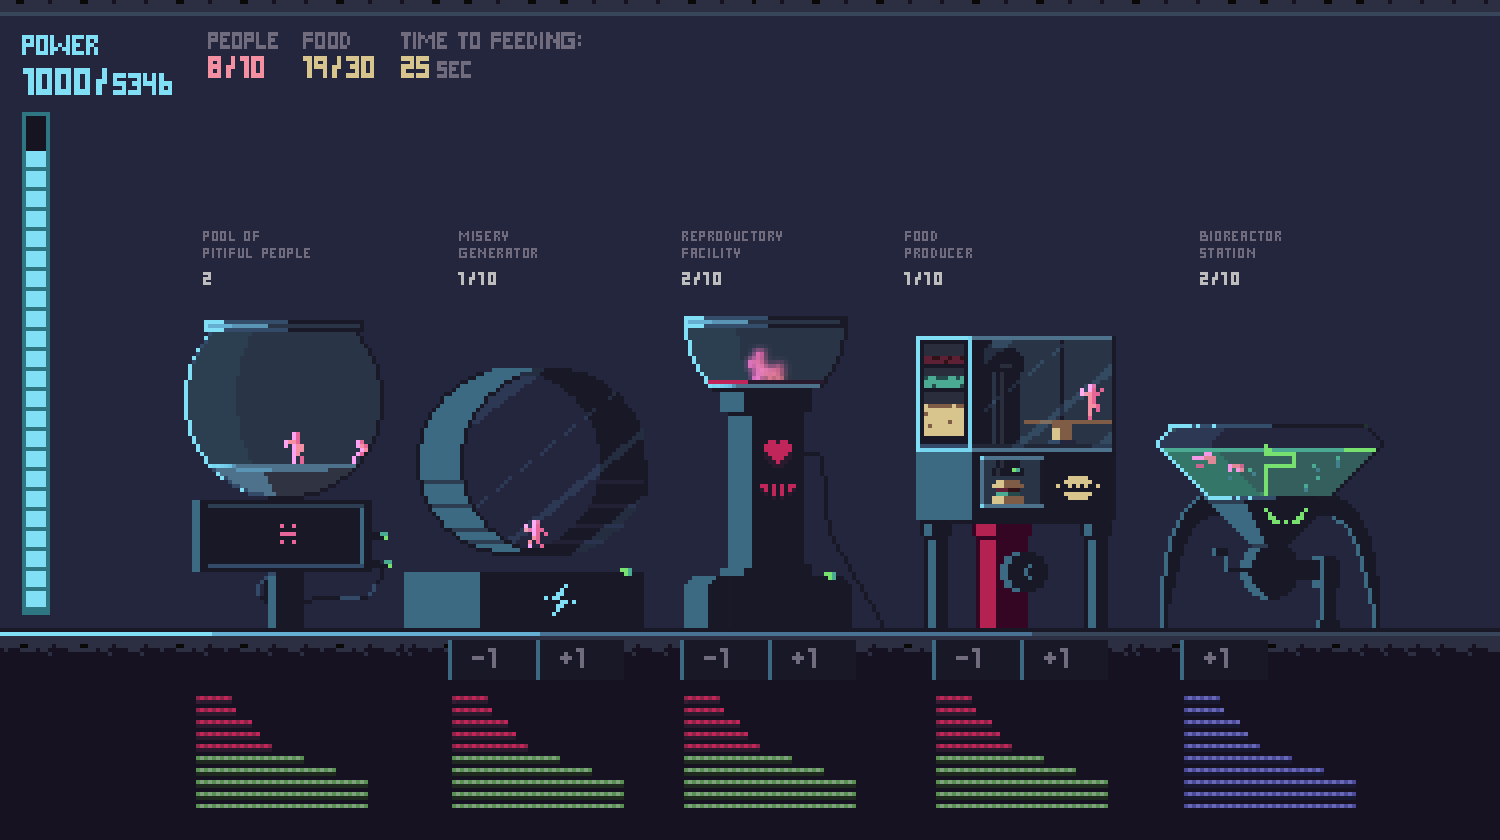 POWER
1000/5346
PEOPLE
8/10
FOOD
19/30
TIME TO FEEDING:
25 SEC
POOL OF
PITIFUL PEOPLE
2
MISERY
GENERATOR
1/10
REPRODUCTORY
FACILITY
2/10
FOOD
PRODUCER
1/10
BIOREACTOR
STATION
2/10
-1
+1
-1
+1
-1
+1
+1